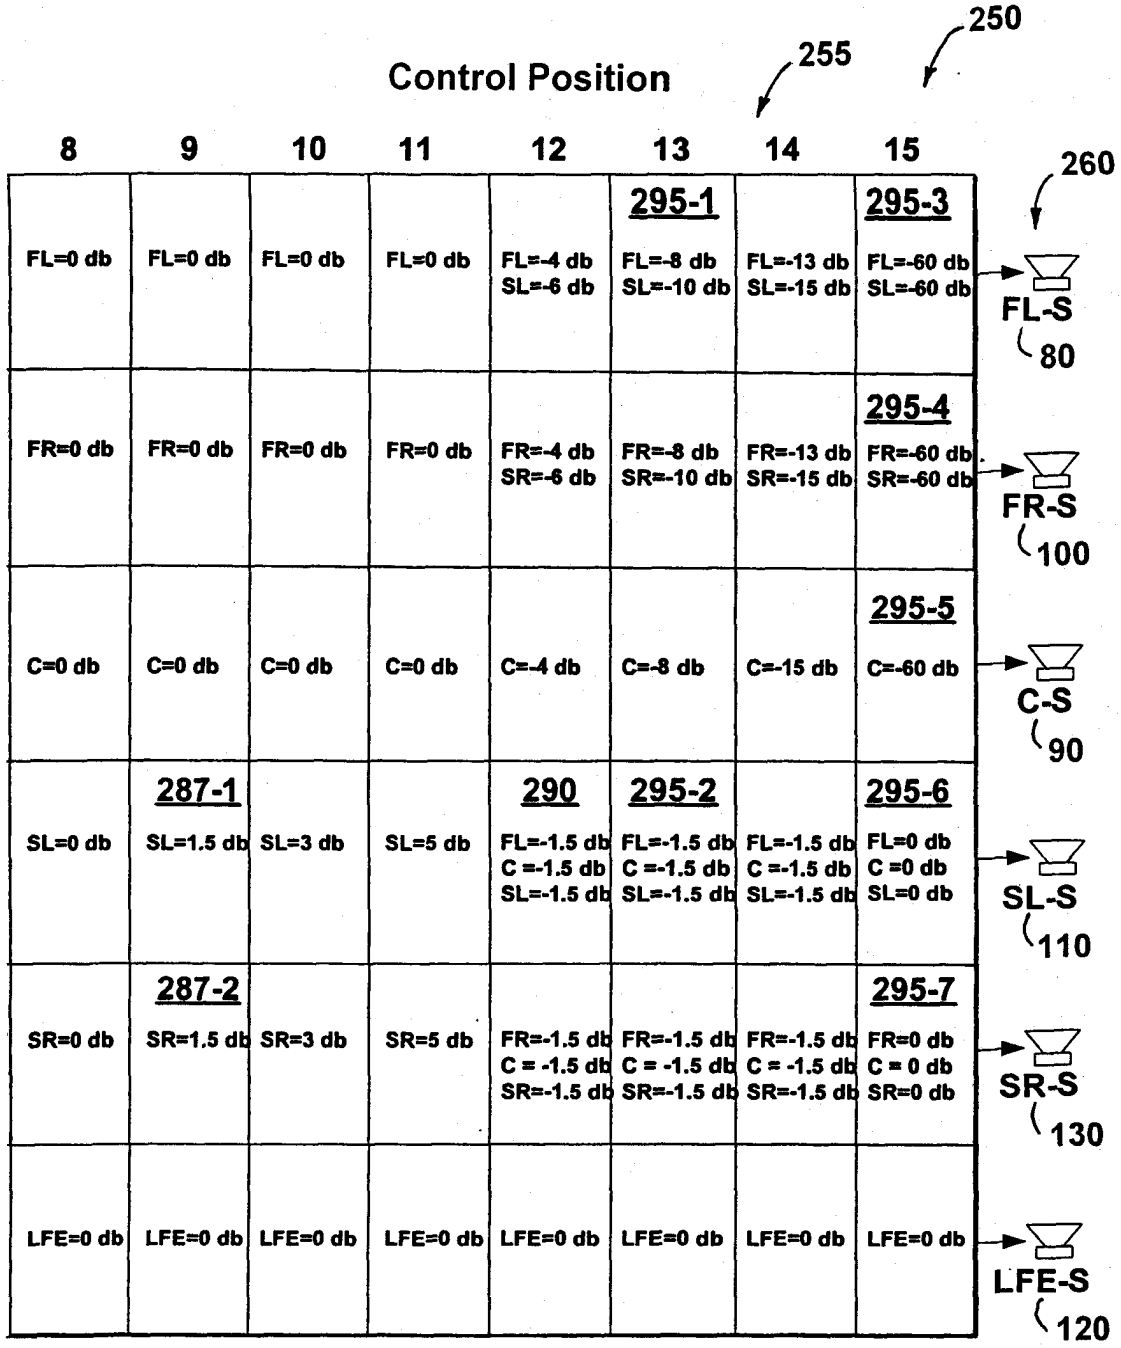 250
255
Control Position
8 9 10 11 12 13 14 15
260
295-1 295-3
FL=0 db FL=0 db FL=0 db FL=0 db FL=-4 db FL=-8 db FL=-13 db FL=-60 db
SL=-6 db SL=-10 db SL=-15 db SL=-60 db
FL-S
80
295-4
FR=0 db FR=0 db FR=0 db FR=0 db FR=-4 db FR=-8 db FR=-13 db FR=-60 db
SR=-6 db SR=-10 db SR=-15 db SR=-60 db
FR-S
100
295-5
C=0 db C=0 db C=0 db C=0 db C=-4 db C=-8 db C=-15 db C=-60 db
C-S
90
287-1 290 295-2 295-6
SL=0 db SL=1.5 db SL=3 db SL=5 db FL=-1.5 db FL=-1.5 db FL=-1.5 db FL=0 db
C =-1.5 db C =-1.5 db C =-1.5 db C =0 db
SL=-1.5 db SL=-1.5 db SL=-1.5 db SL=0 db
SL-S
110
287-2 295-7
SR=0 db SR=1.5 db SR=3 db SR=5 db FR=-1.5 db FR=-1.5 db FR=-1.5 db FR=0 db
C = -1.5 db C = -1.5 db C = -1.5 db C = 0 db
SR=-1.5 db SR=-1.5 db SR=-1.5 db SR=0 db
SR-S
130
LFE=0 db LFE=0 db LFE=0 db LFE=0 db LFE=0 db LFE=0 db LFE=0 db LFE=0 db
LFE-S
120